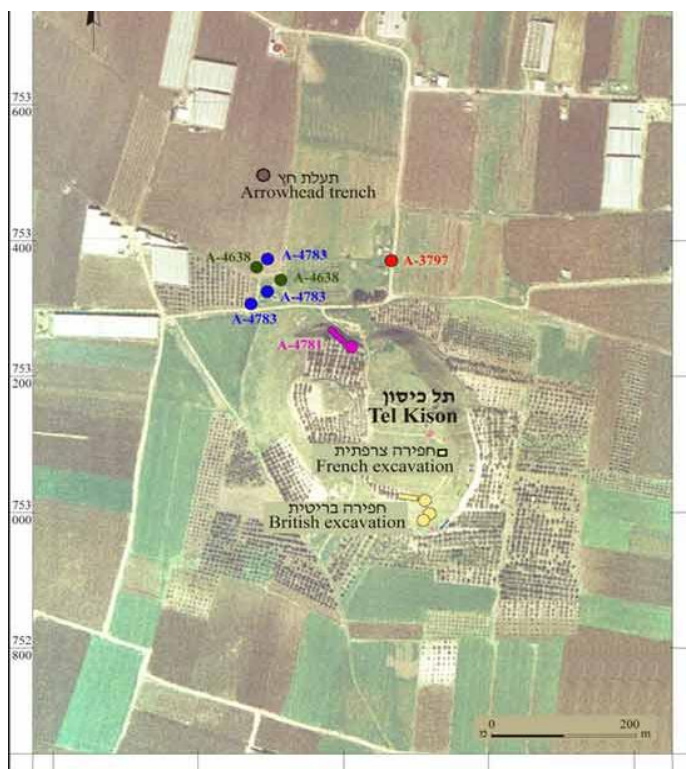 753
600
תעלת חץ
Arrowhead trench
753
400
A-4638
A-4783
A-3797
A-4638
A-4783
A-4783
A-4781
753
200
תל כיסון
Tel Kison
חפירה צרפתית
French excavation
753
000
חפירה בריטית
British excavation
752
800
0
200
מ
m